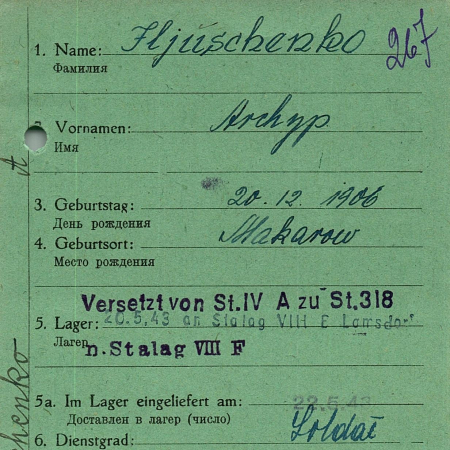 1. Name: Iljuschenko
267
Фамилия
2. Vornamen: Archyp
Имя
3. Geburtstag: 20.12.1906
День рождения
4. Geburtsort: Makarow
Место рождения
Versetzt von St.IV A zu St.318
5. Lager: 20.5.43 an Stalag VIII F Lamsdorf
Лагерь
n. Stalag VIII F
5a. Im Lager eingeliefert am: 22.5.43
Доставлен в лагерь (число)
6. Dienstgrad: Soldat